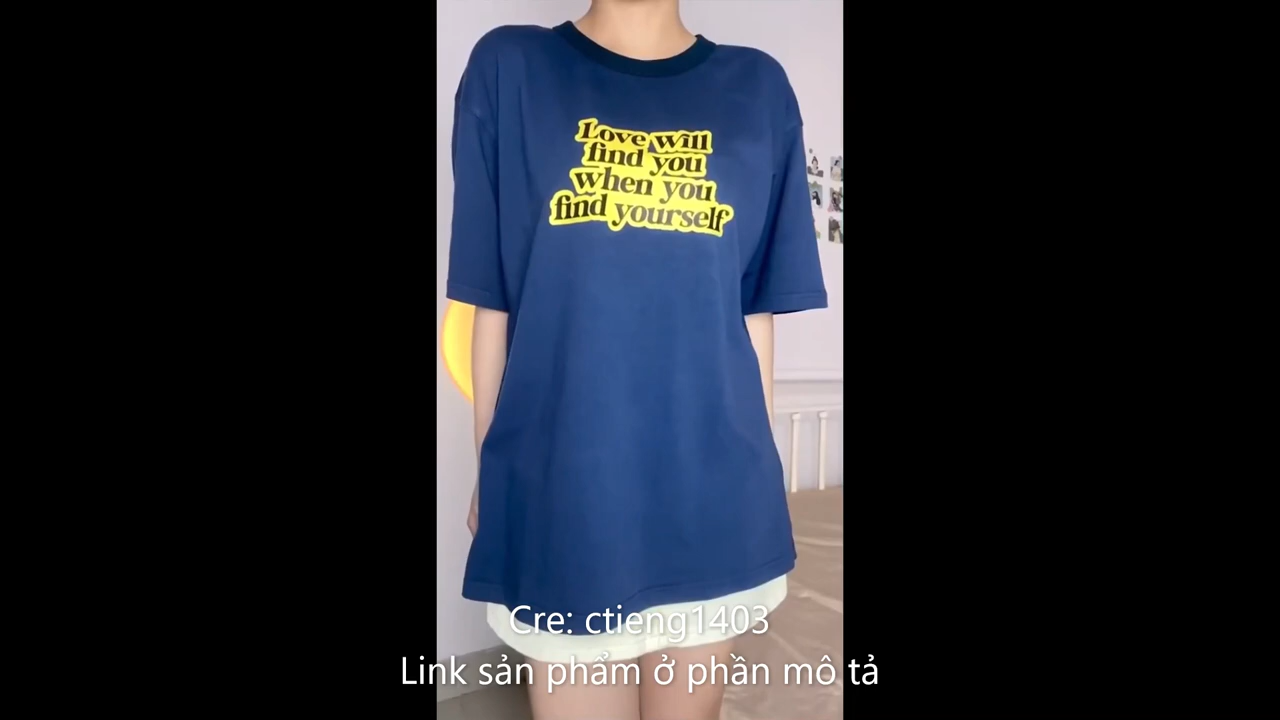 Love will
find you
when you
find yourself
Cre: ctieng1403
Link sản phẩm ở phần mô tả